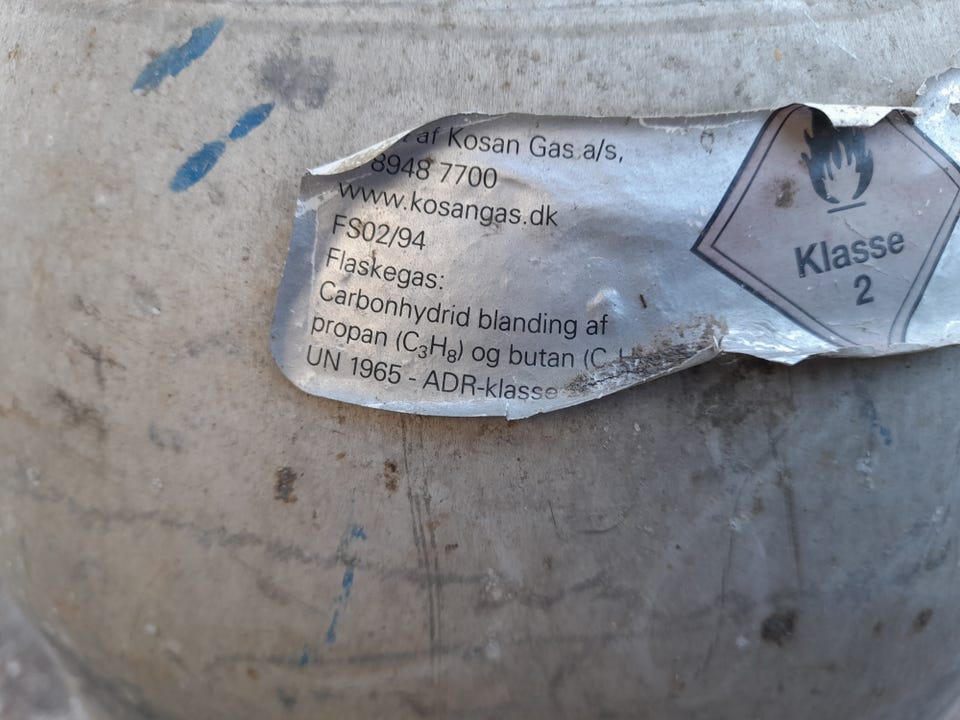 af Kosan Gas a/s,
8948 7700
www.kosangas.dk
FS02/94
Flaskegas:
Carbonhydrid blanding af
propan (C₃H₈) og butan (C
UN 1965 - ADR-klasse
Klasse
2